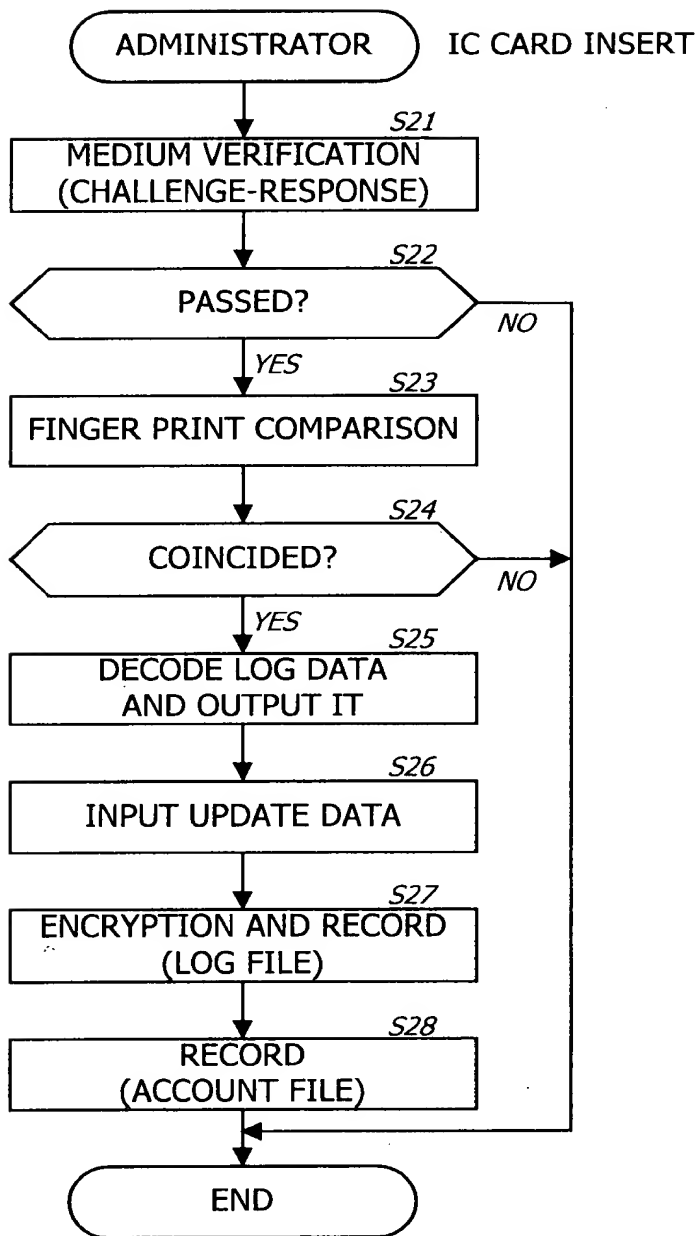 ADMINISTRATOR IC CARD INSERT
S21
MEDIUM VERIFICATION
(CHALLENGE-RESPONSE)
S22
PASSED?
NO
YES
S23
FINGER PRINT COMPARISON
S24
COINCIDED?
NO
YES
S25
DECODE LOG DATA
AND OUTPUT IT
S26
INPUT UPDATE DATA
S27
ENCRYPTION AND RECORD
(LOG FILE)
S28
RECORD
(ACCOUNT FILE)
END